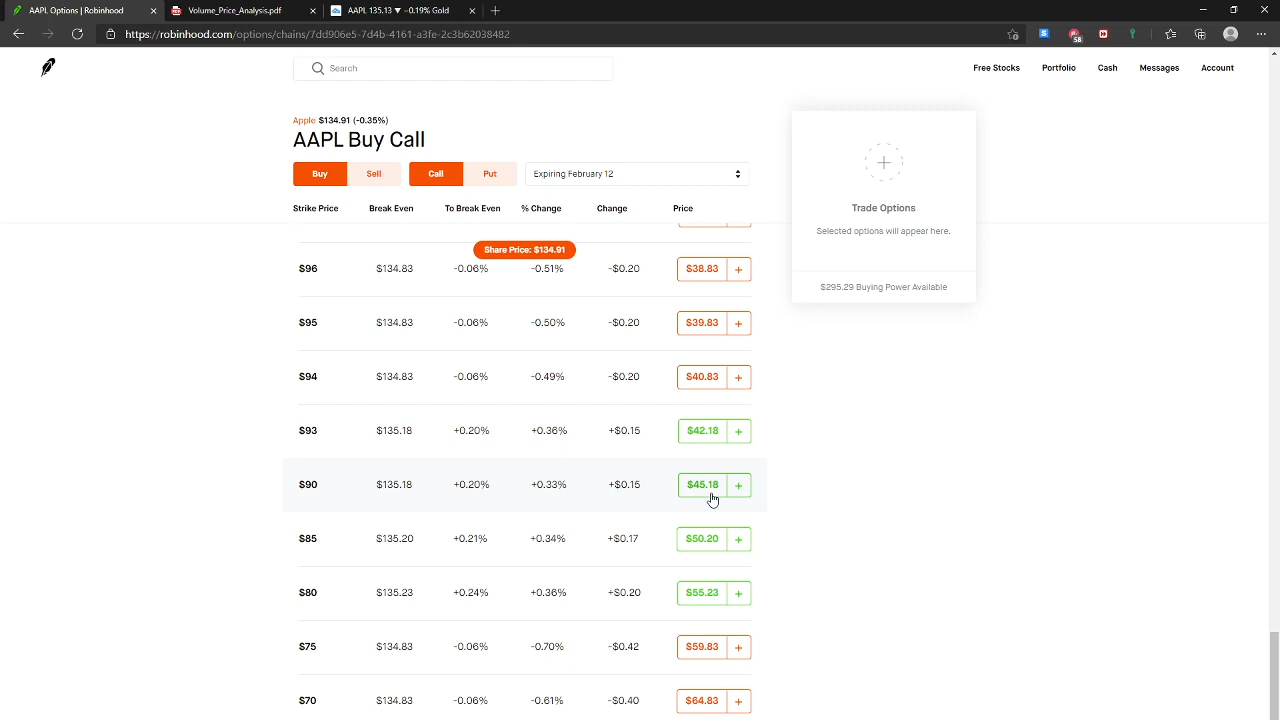 AAPL Options | Robinhood
Volume_Price_Analysis.pdf
AAPL 135.13 ▼ −0.19% Gold
https://robinhood.com/options/chains/7dd906e5-7d4b-4161-a3fe-2c3b62038482
58
Search
Free Stocks
Portfolio
Cash
Messages
Account
Apple $134.91 (-0.35%)
AAPL Buy Call
Buy Sell Call Put Expiring February 12
Strike Price Break Even To Break Even % Change Change Price
Share Price: $134.91
$96 $134.83 -0.06% -0.51% -$0.20 $38.83 +
$95 $134.83 -0.06% -0.50% -$0.20 $39.83 +
$94 $134.83 -0.06% -0.49% -$0.20 $40.83 +
$93 $135.18 +0.20% +0.36% +$0.15 $42.18 +
$90 $135.18 +0.20% +0.33% +$0.15 $45.18 +
$85 $135.20 +0.21% +0.34% +$0.17 $50.20 +
$80 $135.23 +0.24% +0.36% +$0.20 $55.23 +
$75 $134.83 -0.06% -0.70% -$0.42 $59.83 +
$70 $134.83 -0.06% -0.61% -$0.40 $64.83 +
Trade Options
Selected options will appear here.
$295.29 Buying Power Available